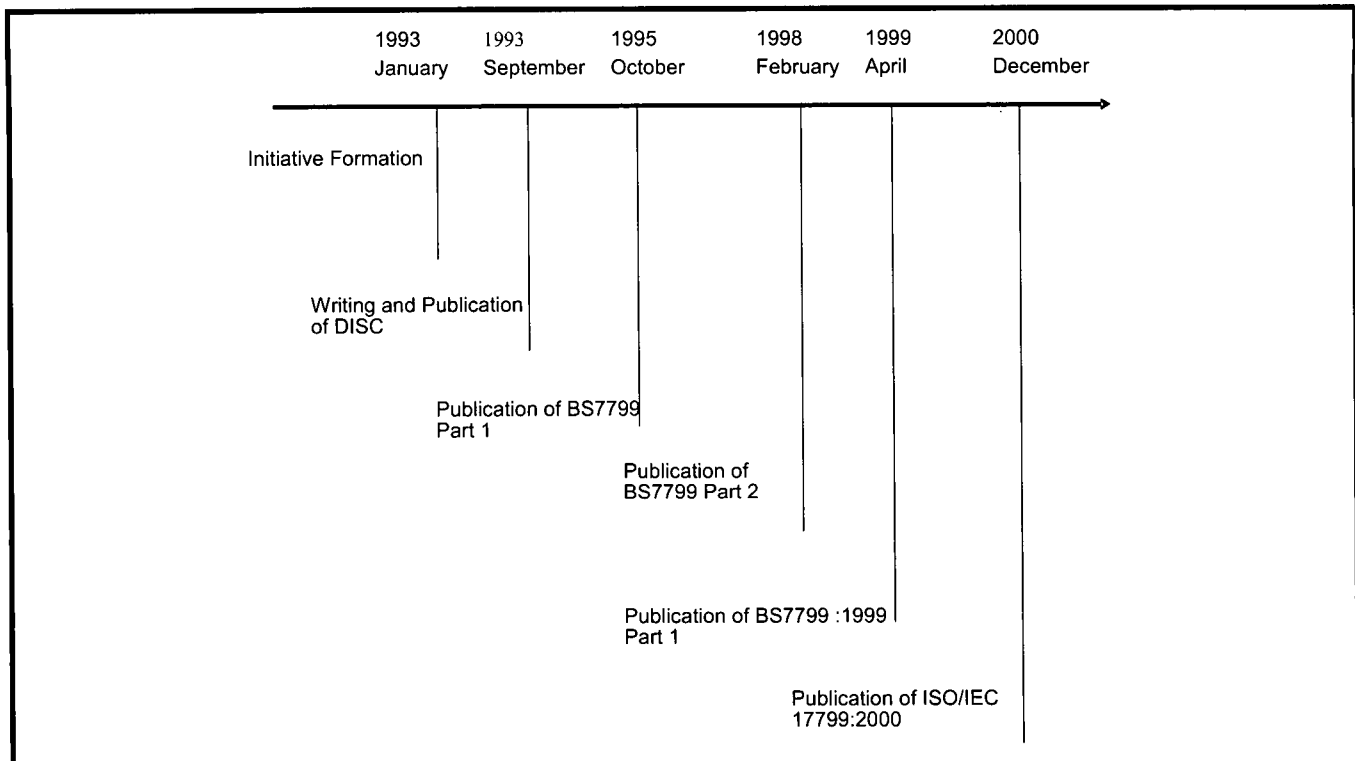 1993 1993 1995 1998 1999 2000
January September October February April December
Initiative Formation
Writing and Publication
of DISC
Publication of BS7799
Part 1
Publication of
BS7799 Part 2
Publication of BS7799 :1999
Part 1
Publication of ISO/IEC
17799:2000